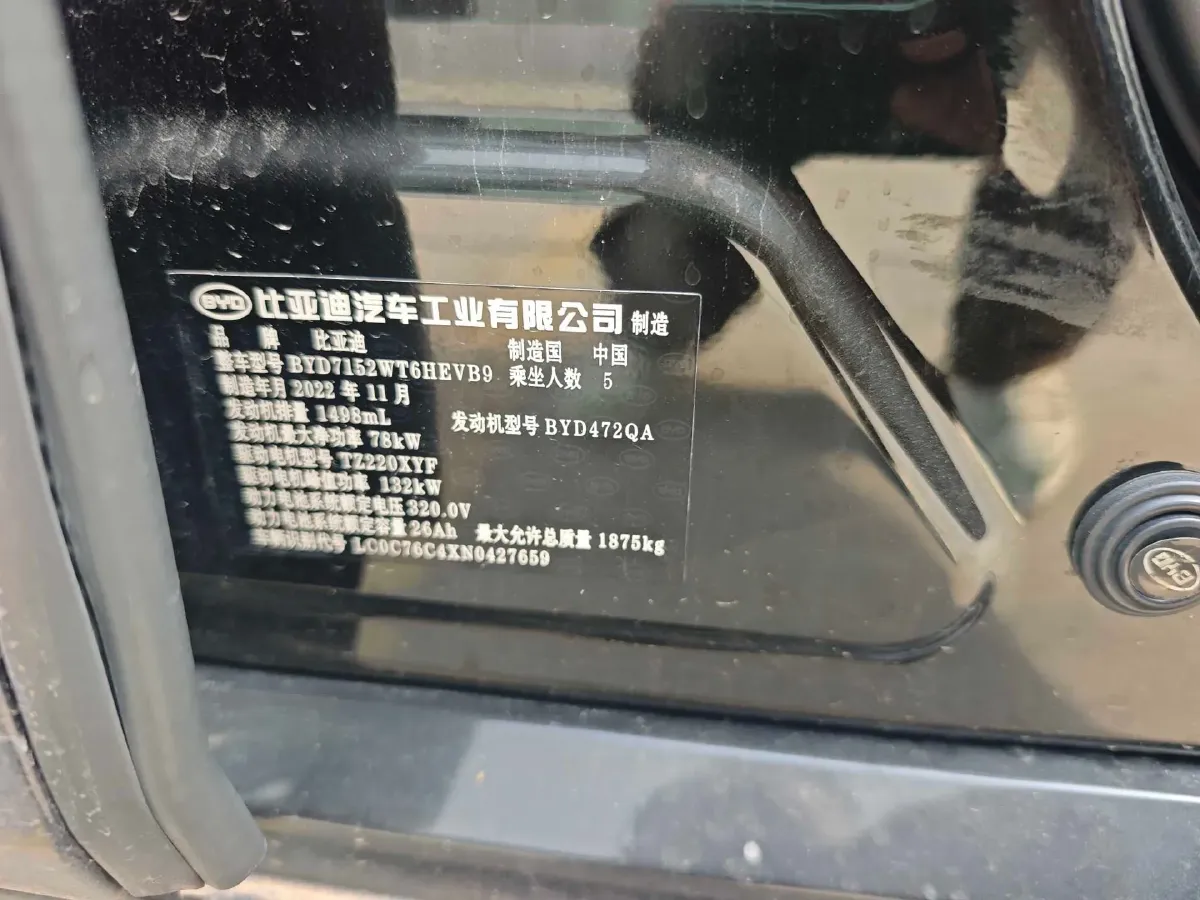 BYD 比亚迪汽车工业有限公司 制造
品 牌 比亚迪 制造国 中国
整车型号 BYD7152WT6HEVB9 乘坐人数 5
制造年月 2022 年 11 月
发动机排量 1498mL 发动机型号 BYD472QA
发动机最大净功率 78kW
驱动电机型号 TZ220XYF
驱动电机峰值功率 132kW
动力电池系统额定电压 320.0V
动力电池系统额定容量 26Ah 最大允许总质量 1875kg
车辆识别代号 LC0C76C4XN0427659
BYD